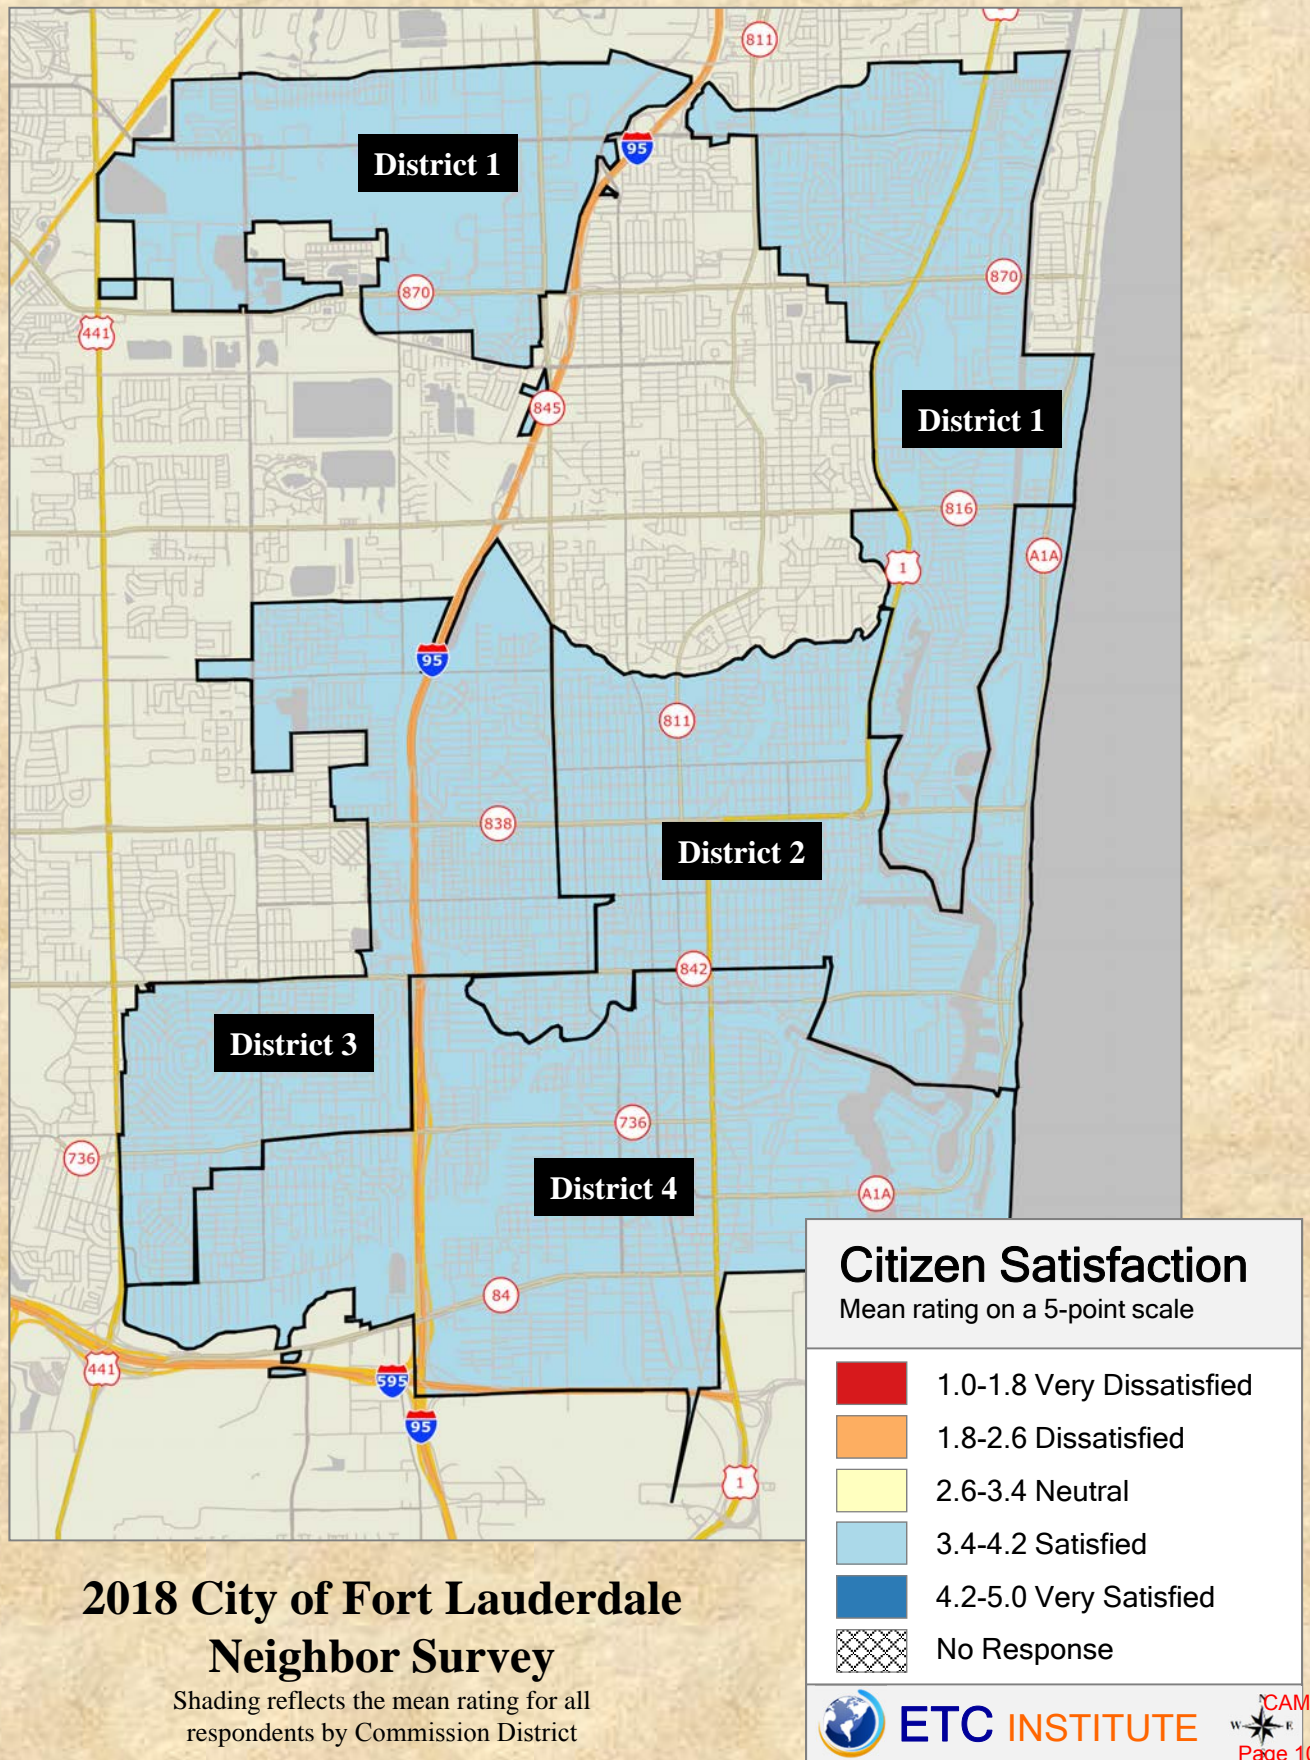 811
95
District 1
870
870
441
845
District 1
816
A1A
1
95
811
838
District 2
842
District 3
736
736
District 4
A1A
84
441
595
95
1
Citizen Satisfaction
Mean rating on a 5-point scale
1.0-1.8 Very Dissatisfied
1.8-2.6 Dissatisfied
2.6-3.4 Neutral
3.4-4.2 Satisfied
4.2-5.0 Very Satisfied
No Response
2018 City of Fort Lauderdale
Neighbor Survey
Shading reflects the mean rating for all
respondents by Commission District
ETC INSTITUTE
W E
CAM
Page 10